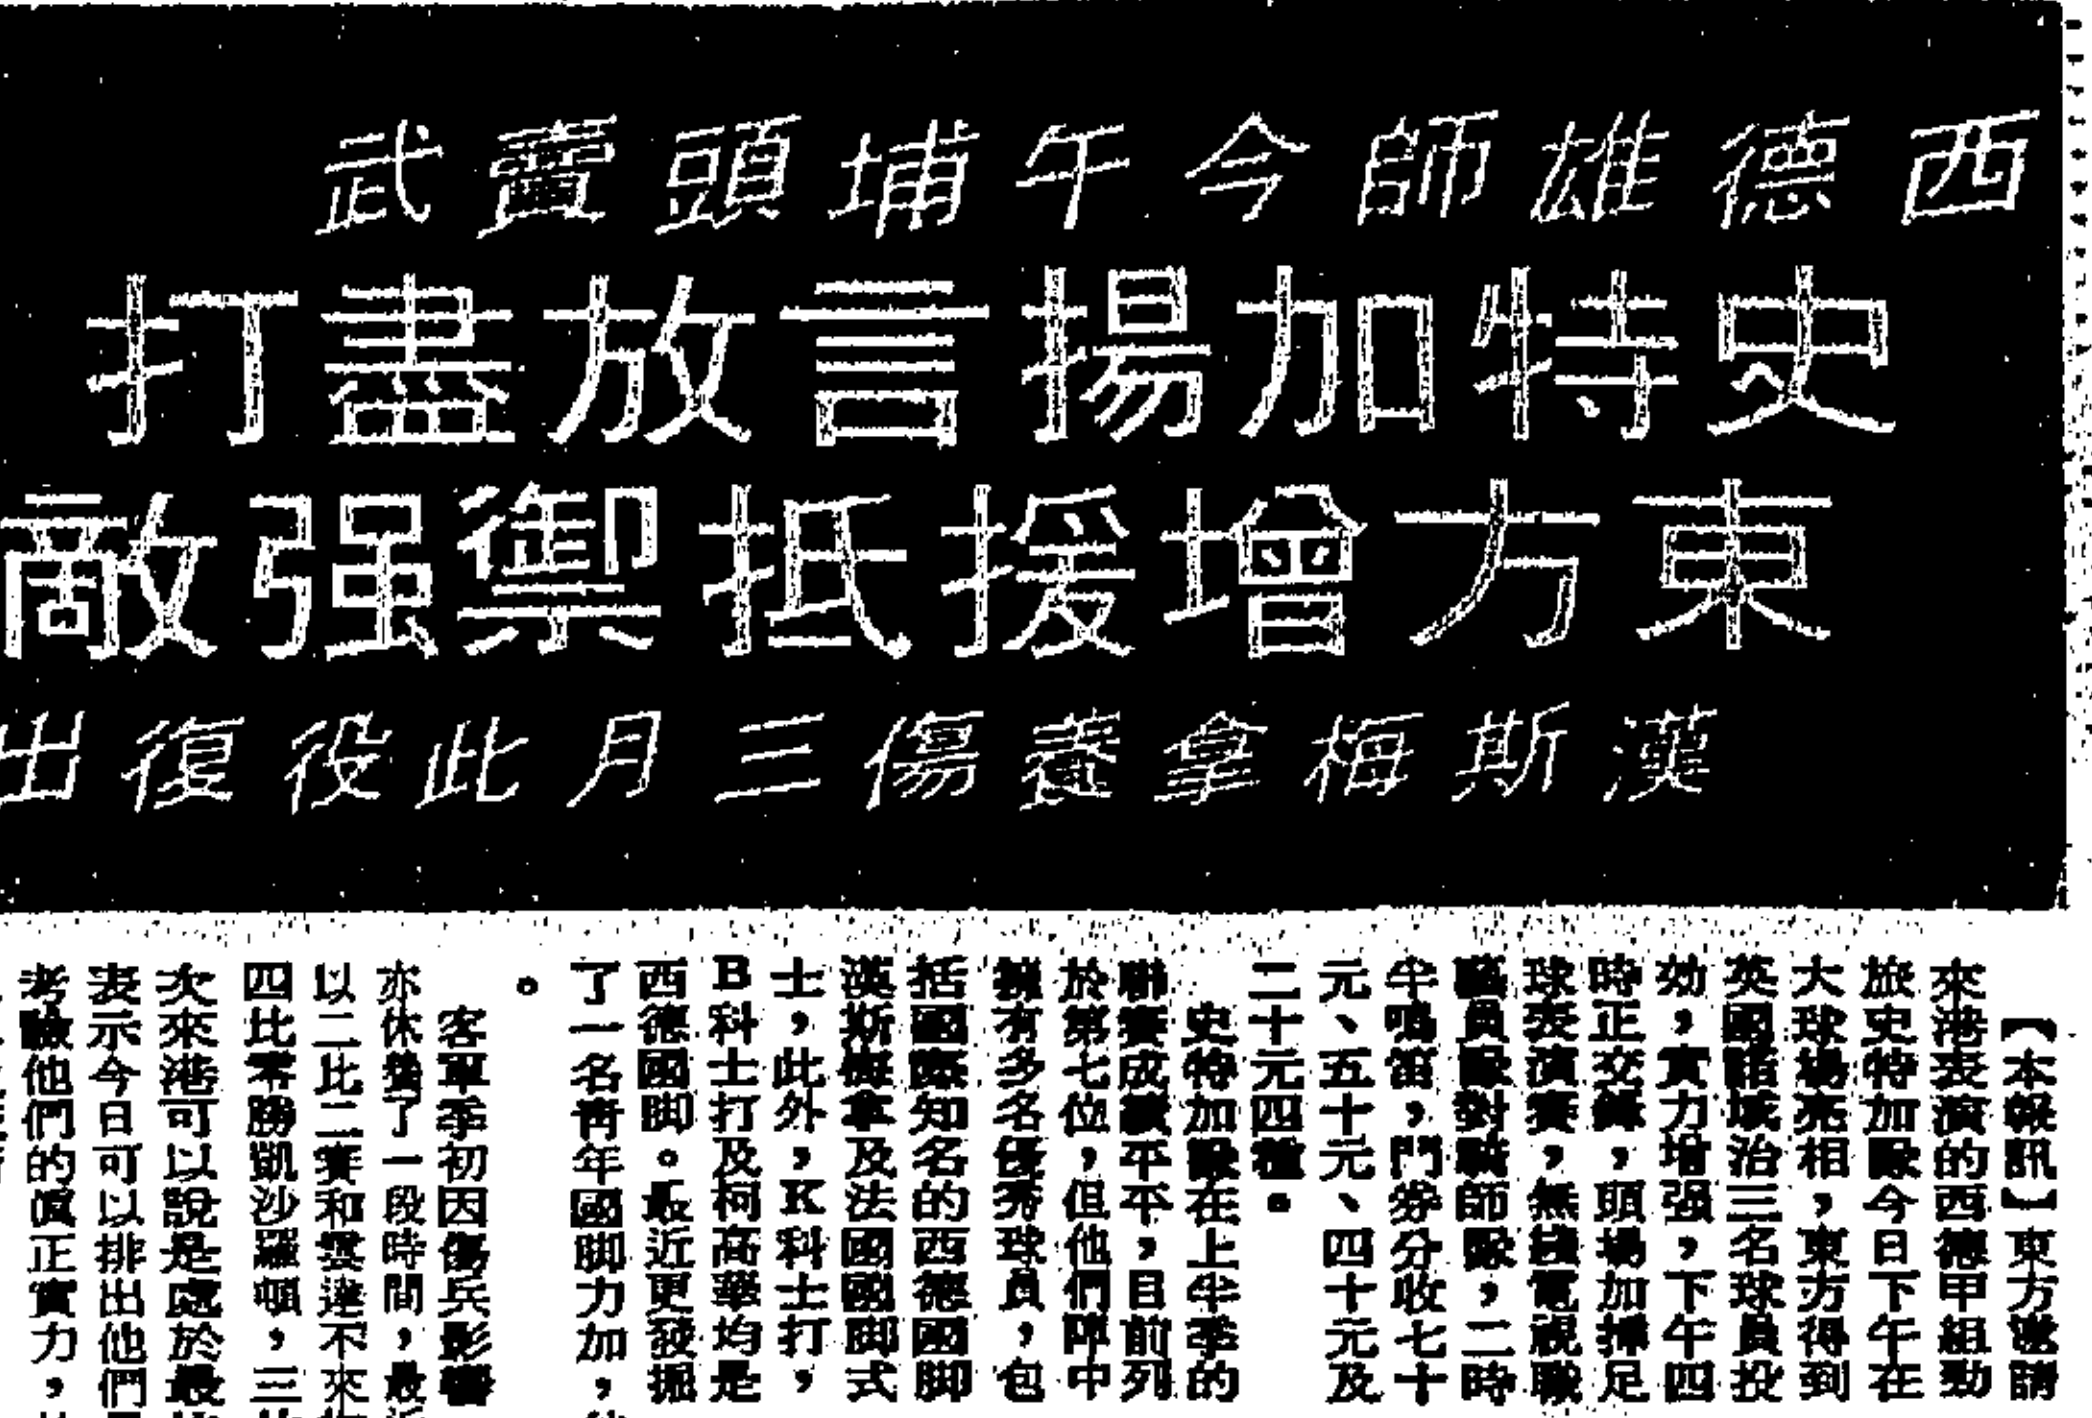 西德雄師今午埔頭賣武
史特加揚言放盡打
東方增援抵禦强敵
漢斯梅拿養傷三月此役復出
【本報訊】東方邀請
來港表演的西德甲組勁
旅史特加隊今日下午在
大球場亮相，東方得到
英國諾域治三名球員投
効，實力增强，下午四
時正交鋒，頭場加插足
球表演賽，無綫電視職
藝員隊對騎師隊，二時
半鳴笛，門券分收七十
元、五十元、四十元及
二十元四種。
史特加隊在上半季的
聯賽成績平平，目前列
於第七位，但他們陣中
擁有多名優秀球員，包
括國際知名的西德國脚
漢斯梅拿及法國國脚式
士，此外，K科士打，
B科士打及柯高華均是
西德國脚。最近更發掘
了一名靑年國脚力加，
。
客軍季初因傷兵影響
亦休養了一段時間，最近
以二比二賽和雲達不來
四比零勝凱沙羅頓，三
次來港可以說是處於最
表示今日可以排出他們
考驗他們的眞正實力，